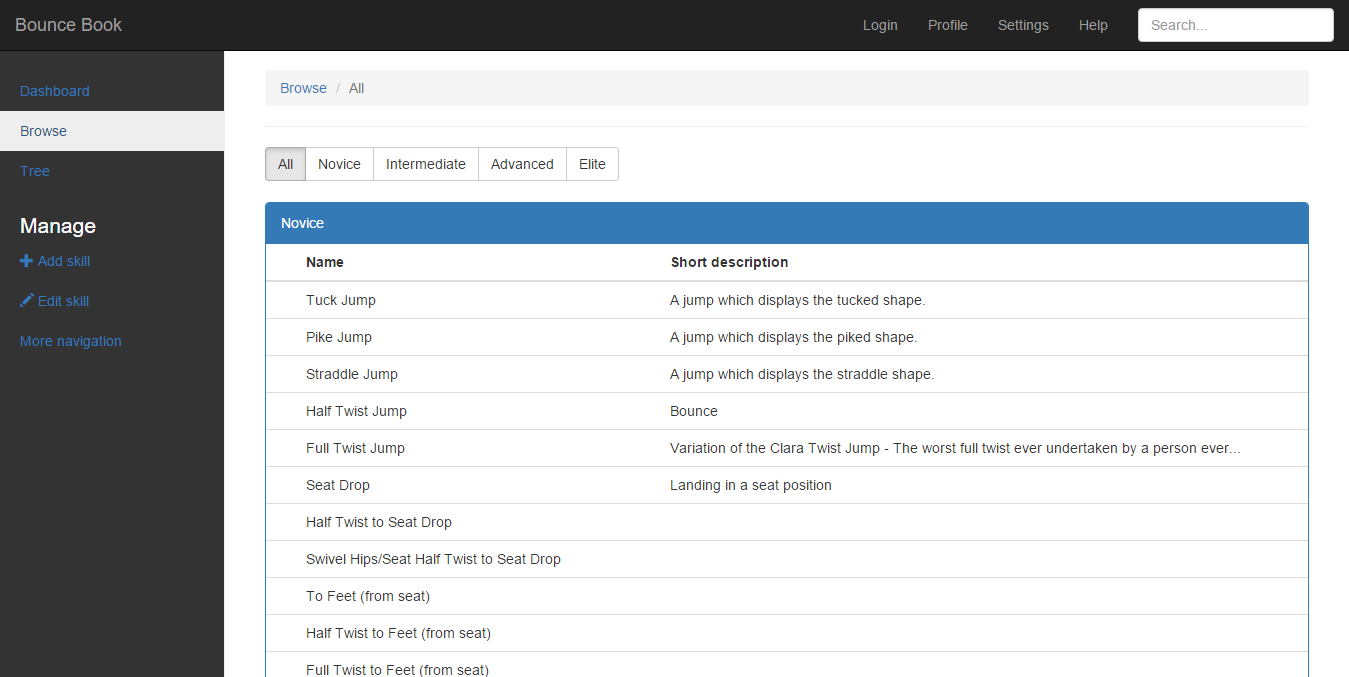 Bounce Book Login Profile Settings Help Search...
Dashboard
Browse
Tree
Manage
Add skill
Edit skill
More navigation
Browse / All
All Novice Intermediate Advanced Elite
Novice
Name Short description
Tuck Jump A jump which displays the tucked shape.
Pike Jump A jump which displays the piked shape.
Straddle Jump A jump which displays the straddle shape.
Half Twist Jump Bounce
Full Twist Jump Variation of the Clara Twist Jump - The worst full twist ever undertaken by a person ever...
Seat Drop Landing in a seat position
Half Twist to Seat Drop
Swivel Hips/Seat Half Twist to Seat Drop
To Feet (from seat)
Half Twist to Feet (from seat)
Full Twist to Feet (from seat)